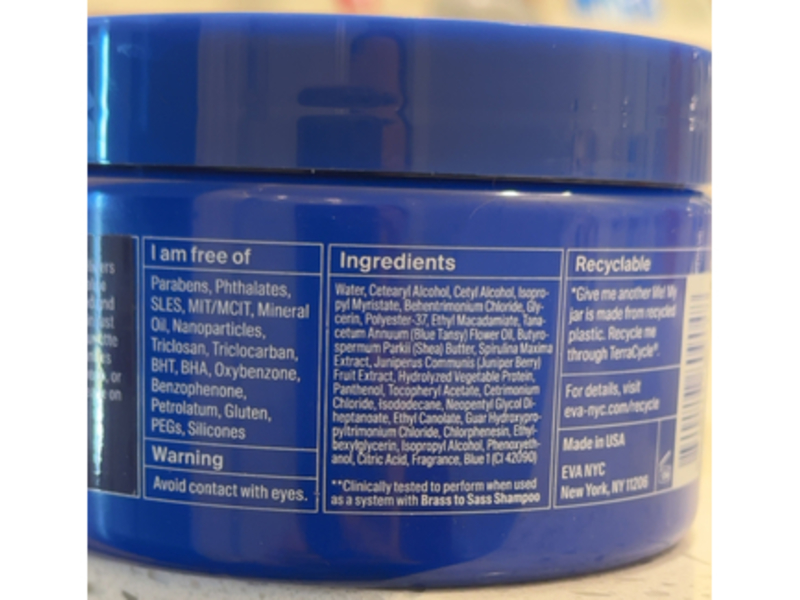 ers
and
or
e on
I am free of
Parabens, Phthalates,
SLES, MIT/MCIT, Mineral
Oil, Nanoparticles,
Triclosan, Triclocarban,
BHT, BHA, Oxybenzone,
Benzophenone,
Petrolatum, Gluten,
PEGs, Silicones
Warning
Avoid contact with eyes.
Ingredients
Water, Cetearyl Alcohol, Cetyl Alcohol, Isopro-
pyl Myristate, Behentrimonium Chloride, Gly-
cerin, Polyester-37, Ethyl Macadamiate, Tana-
cetum Annuum (Blue Tansy) Flower Oil, Butyro-
spermum Parkii (Shea) Butter, Spirulina Maxima
Extract, Juniperus Communis (Juniper Berry)
Fruit Extract, Hydrolyzed Vegetable Protein,
Panthenol, Tocopheryl Acetate, Cetrimonium
Chloride, Isododecane, Neopentyl Glycol Di-
heptanoate, Ethyl Canolate, Guar Hydroxypro-
pyltrimonium Chloride, Chlorphenesin, Ethyl-
hexylglycerin, Isopropyl Alcohol, Phenoxyeth-
anol, Citric Acid, Fragrance, Blue 1 (CI 42090)
**Clinically tested to perform when used
as a system with Brass to Sass Shampoo
Recyclable
"Give me another life! My
jar is made from recycled
plastic. Recycle me
through TerraCycle®.
For details, visit
eva-nyc.com/recycle
Made in USA
EVA NYC
New York, NY 11206